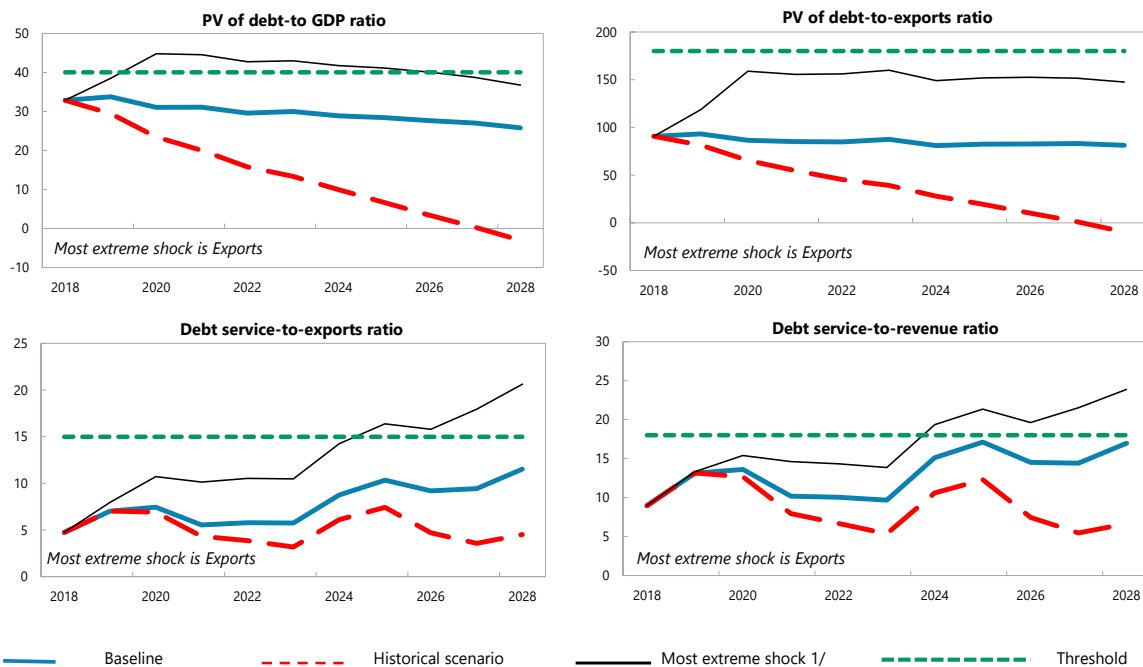 PV of debt-to GDP ratio
50
40
30
20
10
0
-10
Most extreme shock is Exports
2018 2020 2022 2024 2026 2028
PV of debt-to-exports ratio
200
150
100
50
0
-50
Most extreme shock is Exports
2018 2020 2022 2024 2026 2028
Debt service-to-exports ratio
25
20
15
10
5
0
Most extreme shock is Exports
2018 2020 2022 2024 2026 2028
Debt service-to-revenue ratio
30
25
20
15
10
5
0
Most extreme shock is Exports
2018 2020 2022 2024 2026 2028
Baseline Historical scenario Most extreme shock 1/ Threshold